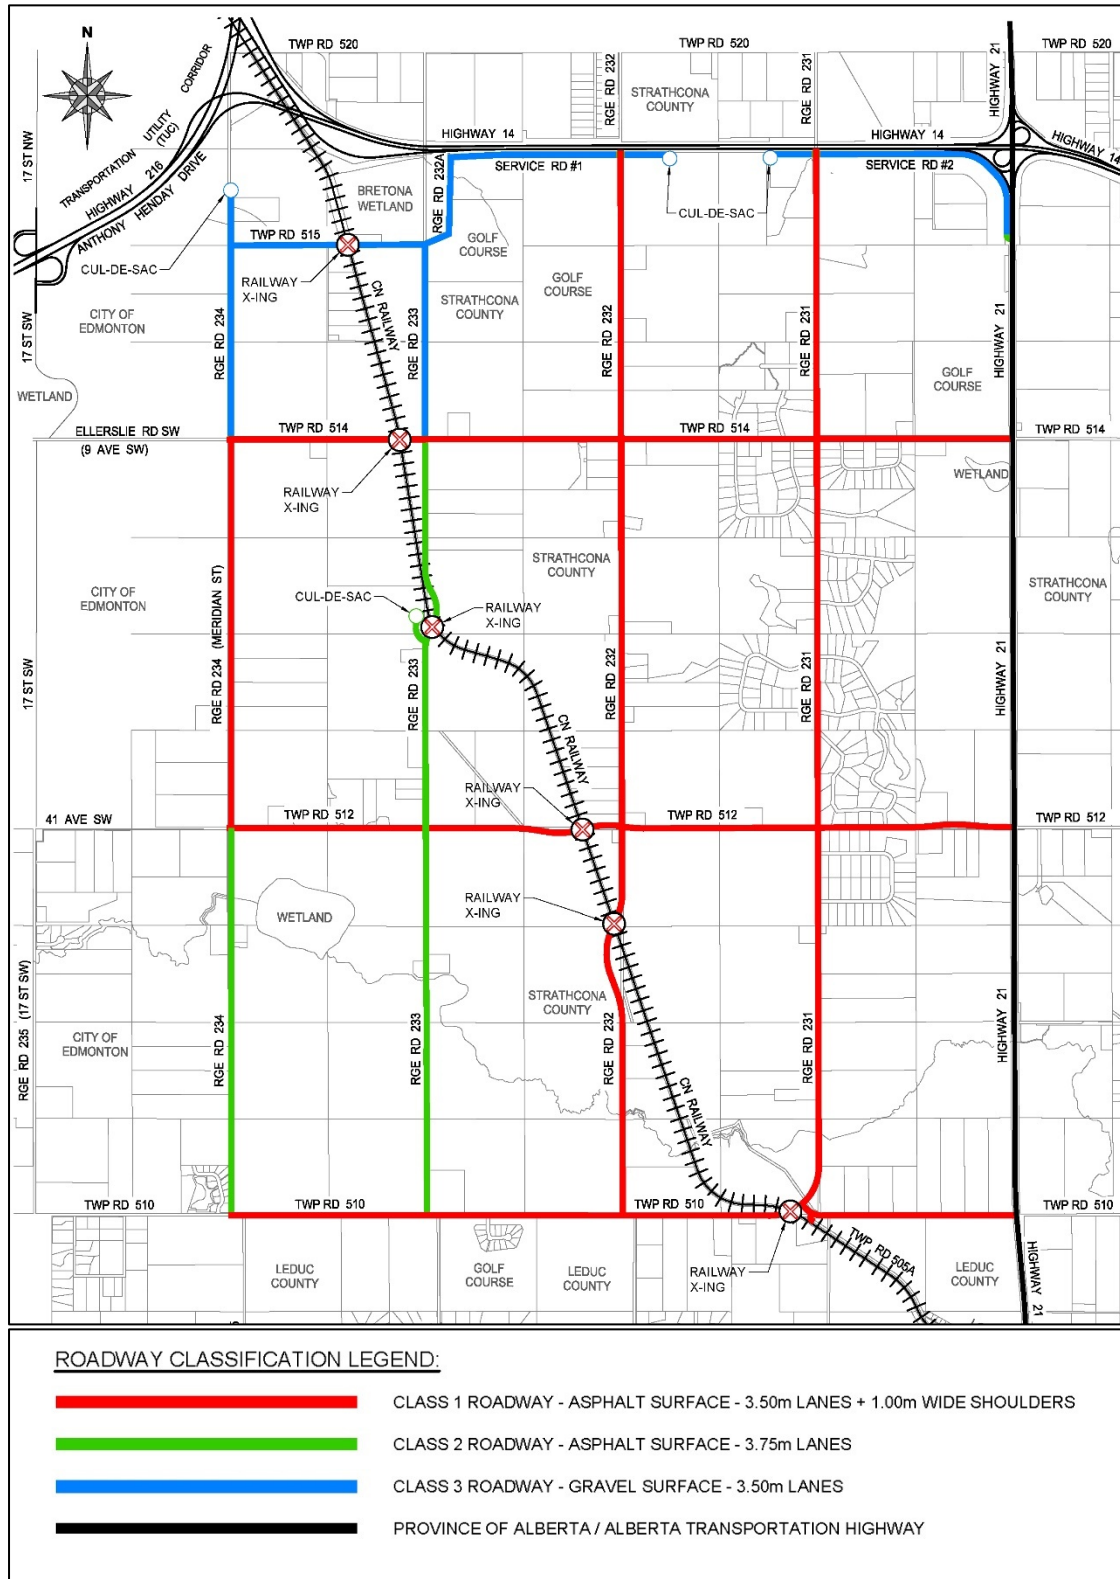 N
TWP RD 520
TWP RD 520
TWP RD 520
RGE RD 232
RGE RD 231
HIGHWAY 21
STRATHCONA
COUNTY
TRANSPORTATION UTILITY CORRIDOR
(TUC)
HIGHWAY 216
ANTHONY HENDAY DRIVE
17 ST NW
HIGHWAY 14
HIGHWAY 14
HIGHWAY 14
RGE RD 232A
SERVICE RD #1
SERVICE RD #2
BRETONA
WETLAND
CUL-DE-SAC
TWP RD 515
GOLF
COURSE
CUL-DE-SAC
RAILWAY
X-ING
GOLF
COURSE
CITY OF
EDMONTON
17 ST SW
RGE RD 234
CN RAILWAY
RGE RD 233
STRATHCONA
COUNTY
RGE RD 232
RGE RD 231
HIGHWAY 21
GOLF
COURSE
WETLAND
ELLERSLIE RD SW
(9 AVE SW)
TWP RD 514
TWP RD 514
TWP RD 514
WETLAND
RAILWAY
X-ING
STRATHCONA
COUNTY
CITY OF
EDMONTON
CUL-DE-SAC
RAILWAY
X-ING
STRATHCONA
COUNTY
17 ST SW
RGE RD 234 (MERIDIAN ST)
RGE RD 233
RGE RD 232
RGE RD 231
HIGHWAY 21
CN RAILWAY
RAILWAY
X-ING
41 AVE SW
TWP RD 512
TWP RD 512
TWP RD 512
RAILWAY
X-ING
WETLAND
RGE RD 235 (17 ST SW)
CITY OF
EDMONTON
RGE RD 234
RGE RD 233
STRATHCONA
COUNTY
RGE RD 232
RGE RD 231
HIGHWAY 21
CN RAILWAY
TWP RD 510
TWP RD 510
TWP RD 510
TWP RD 510
TWP RD 505A
LEDUC
COUNTY
GOLF
COURSE
LEDUC
COUNTY
RAILWAY
X-ING
LEDUC
COUNTY
HIGHWAY 21
ROADWAY CLASSIFICATION LEGEND:
CLASS 1 ROADWAY - ASPHALT SURFACE - 3.50m LANES + 1.00m WIDE SHOULDERS
CLASS 2 ROADWAY - ASPHALT SURFACE - 3.75m LANES
CLASS 3 ROADWAY - GRAVEL SURFACE - 3.50m LANES
PROVINCE OF ALBERTA / ALBERTA TRANSPORTATION HIGHWAY